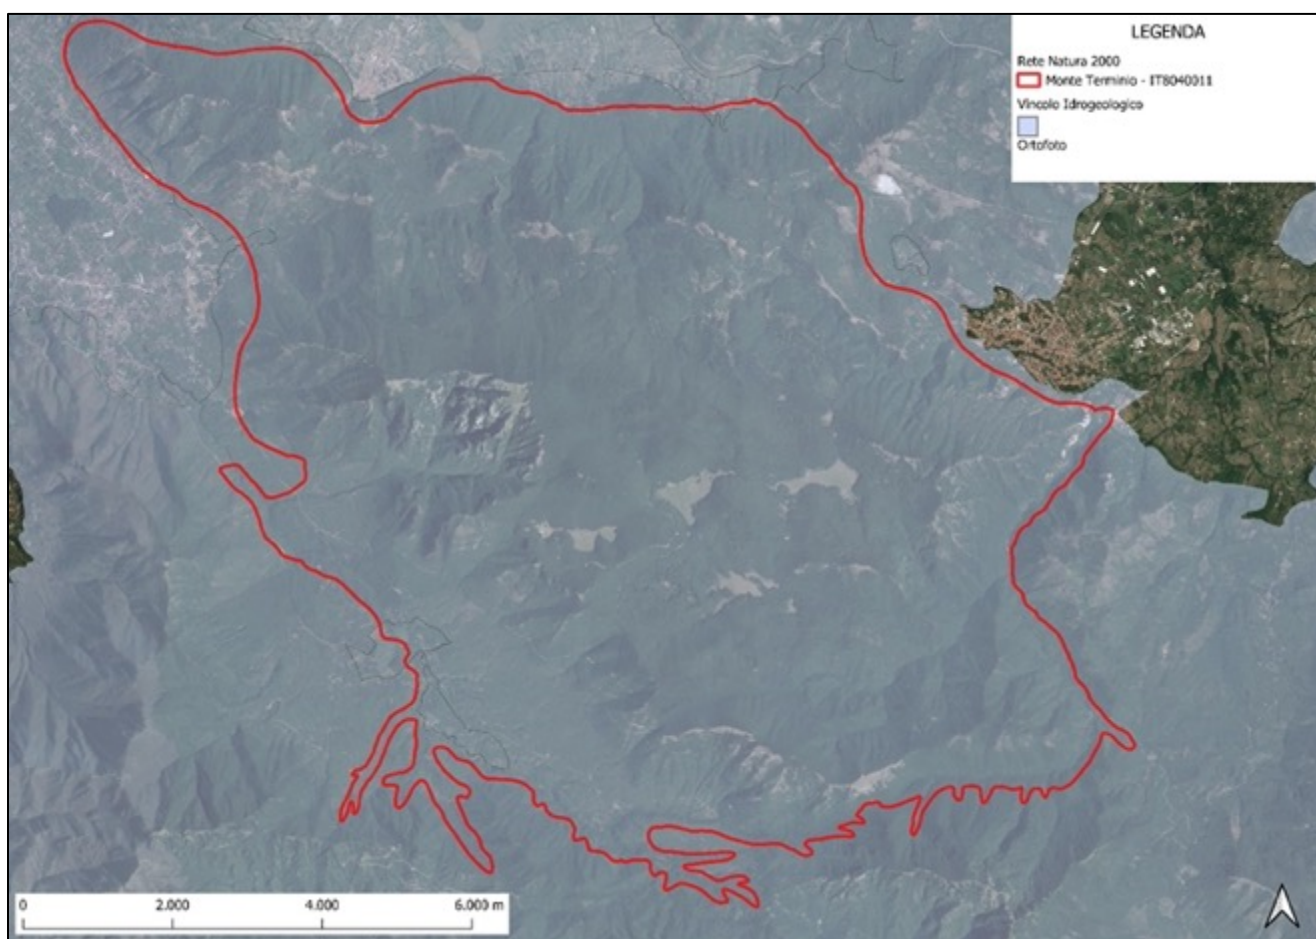 LEGENDA
Rete Natura 2000
Monte Terminio - IT8040011
Vincolo Idrogeologico
Ortofoto
0 2.000 4.000 6.000 m